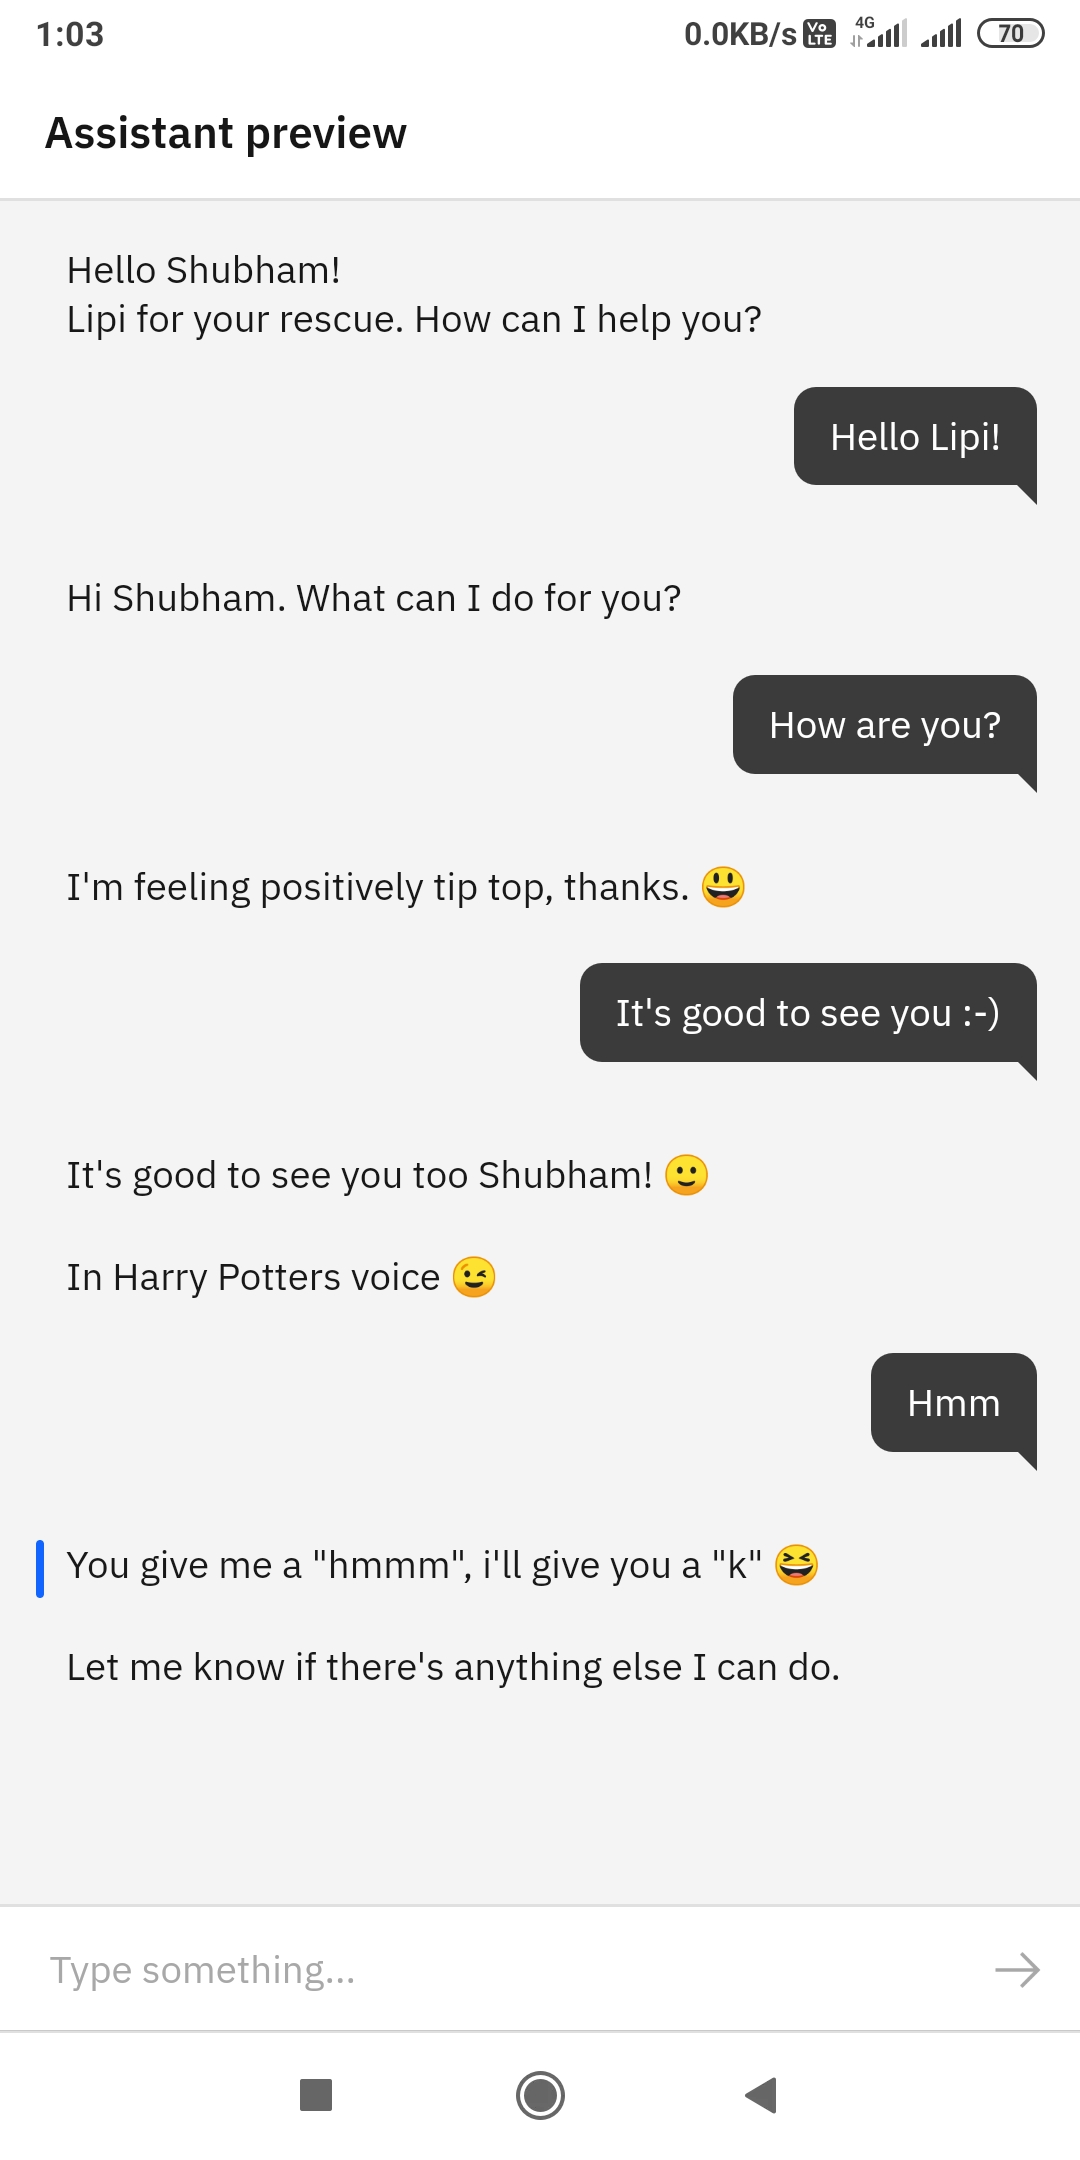 1:03
0.0KB/s Vo LTE 4G 70
Assistant preview
Hello Shubham!
Lipi for your rescue. How can I help you?
Hello Lipi!
Hi Shubham. What can I do for you?
How are you?
I'm feeling positively tip top, thanks. 😃
It's good to see you :-)
It's good to see you too Shubham! 🙂
In Harry Potters voice 😉
Hmm
You give me a "hmmm", i'll give you a "k" 😆
Let me know if there's anything else I can do.
Type something...